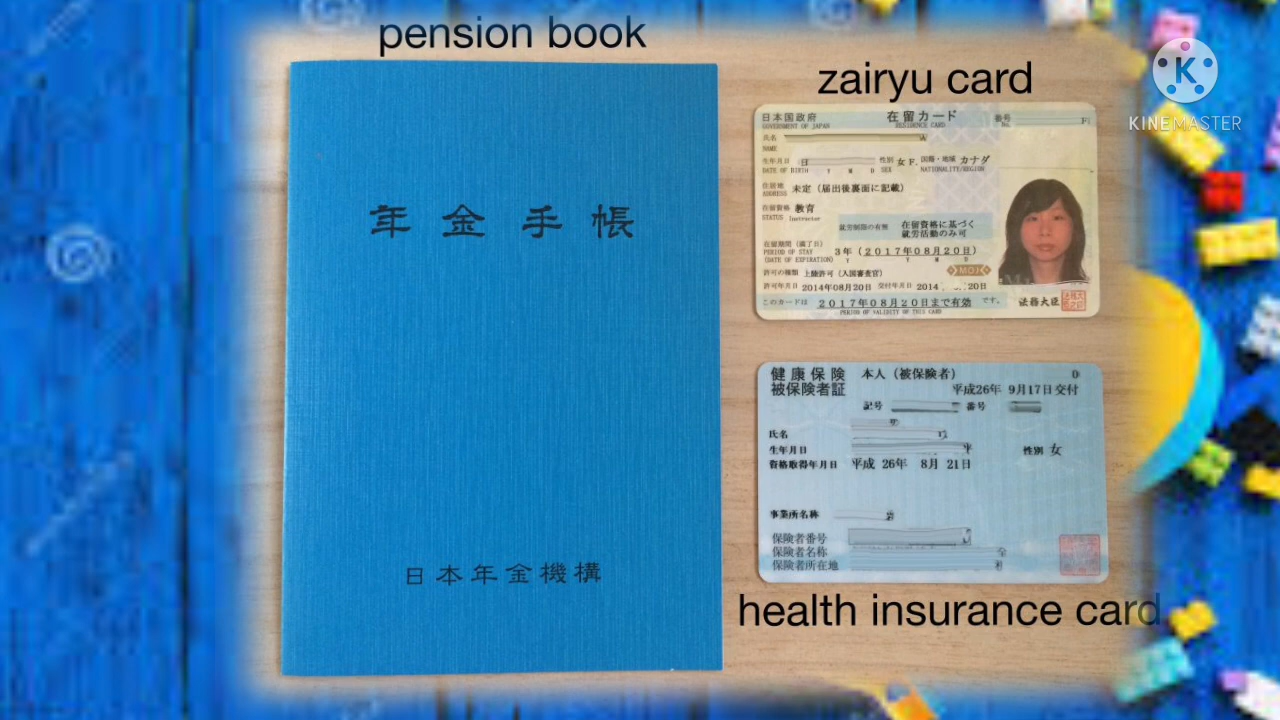 pension book
年金手帳
日本年金機構
zairyu card
日本国政府 在留カード 番号
GOVERNMENT OF JAPAN RESIDENCE CARD No.
氏名
NAME
生年月日 日 性別 女 F. 国籍・地域 カナダ
DATE OF BIRTH Y M D SEX NATIONALITY/REGION
住居地 未定(届出後裏面に記載)
ADDRESS
在留資格 教育
STATUS Instructor
就労制限の有無 在留資格に基づく
就労活動のみ可
在留期間(満了日)
PERIOD OF STAY 3年(2017年08月20日)
(DATE OF EXPIRATION) Y Y M D
MOJ
許可の種類 上陸許可(入国審査官)
許可年月日 2014年08月20日 交付年月日 2014 20日
このカードは 2017年08月20日まで有効 です。
PERIOD OF VALIDITY OF THIS CARD
法務大臣
健康保険 本人(被保険者) 0
被保険者証 平成26年 9月17日交付
記号 番号
氏名
生年月日 性別 女
資格取得年月日 平成 26年 8月 21日
事業所名称
保険者番号
保険者名称
保険者所在地
health insurance card
K
KINEMASTER